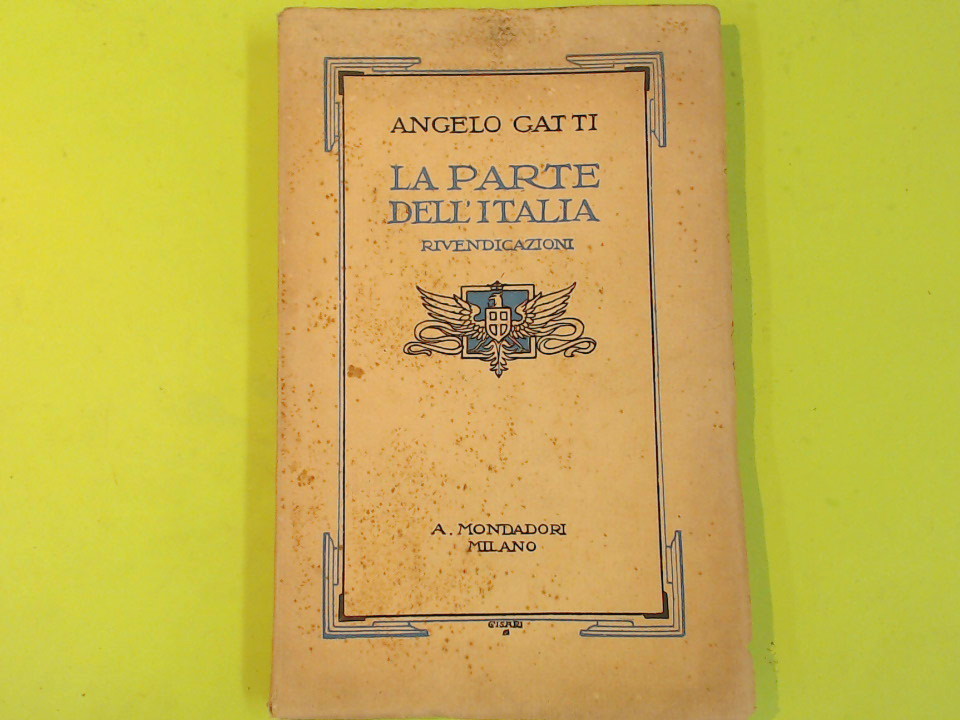 ANGELO GATTI
LA PARTE
DELL'ITALIA
RIVENDICAZIONI
A. MONDADORI
MILANO